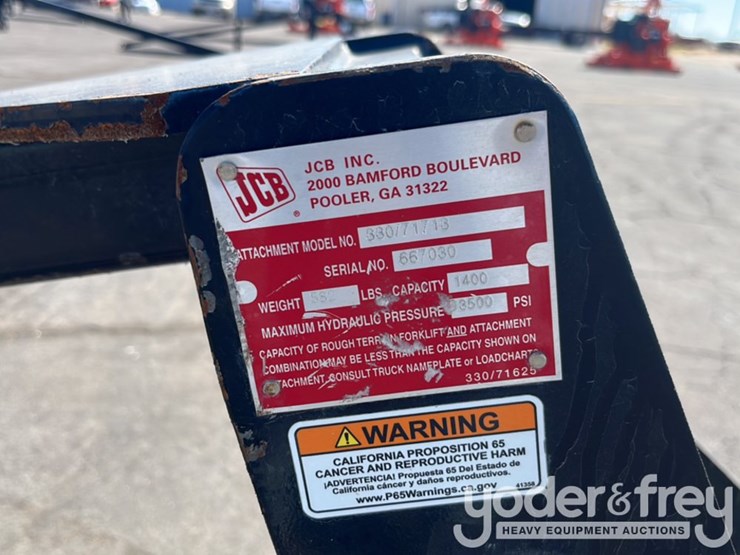 JCB
®
JCB INC.
2000 BAMFORD BOULEVARD
POOLER, GA 31322
ATTACHMENT MODEL NO.
SERIAL NO. 667030
WEIGHT LBS. CAPACITY 1400
MAXIMUM HYDRAULIC PRESSURE 3500 PSI
CAPACITY OF ROUGH TERRAIN FORKLIFT AND ATTACHMENT
COMBINATION MAY BE LESS THAN THE CAPACITY SHOWN ON
ATTACHMENT. CONSULT TRUCK NAMEPLATE or LOADCHARTS
330/71625
WARNING
CALIFORNIA PROPOSITION 65
CANCER AND REPRODUCTIVE HARM
¡ADVERTENCIA! Propuesta 65 Del Estado de
California cáncer y daños reproductivos.
www.P65Warnings.ca.gov 41358
yoder&frey
HEAVY EQUIPMENT AUCTIONS